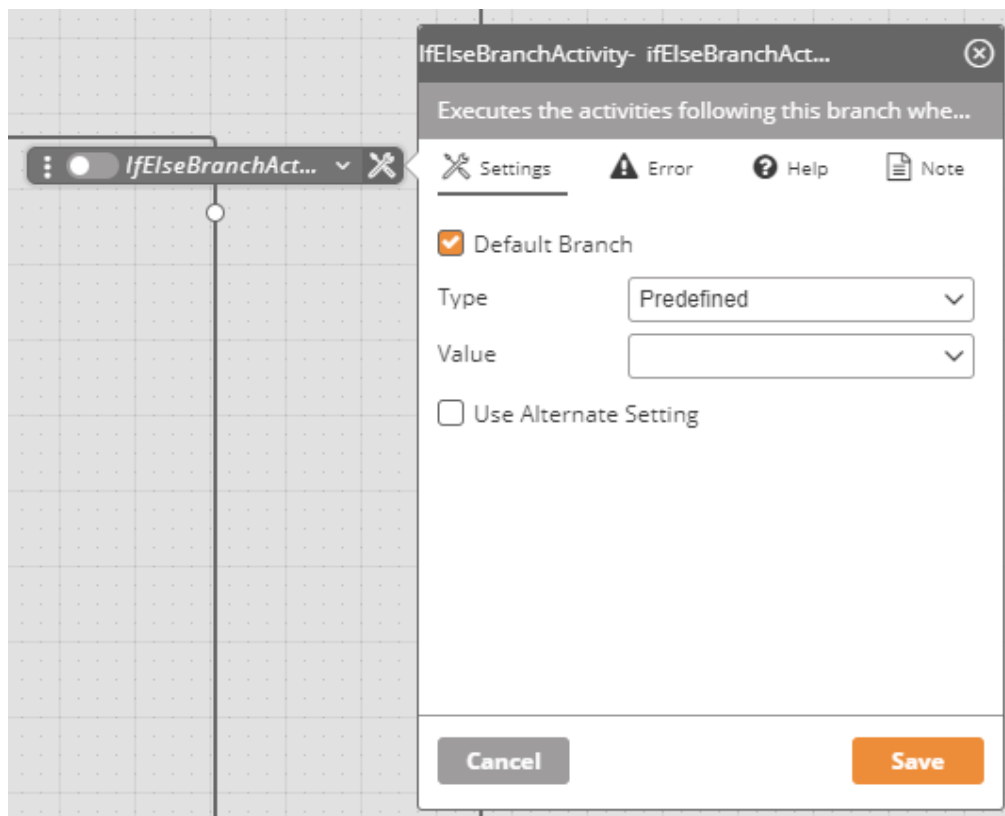 IfElseBranchActivity- ifElseBranchAct...
Executes the activities following this branch whe...
IfElseBranchAct...
Settings Error Help Note
Default Branch
Type Predefined
Value
Use Alternate Setting
Cancel Save